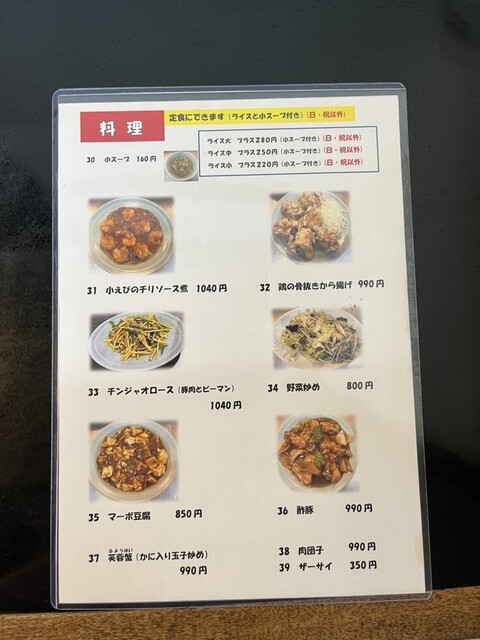 料理
定食にできます(ライスと小スープ付き)(日・祝以外)
ライス大 プラス280円(小スープ付き)(日・祝以外)
ライス中 プラス250円(小スープ付き)(日・祝以外)
ライス小 プラス220円(小スープ付き)(日・祝以外)
30 小スープ 160円
31 小えびのチリソース煮 1040円
32 鶏の骨抜きから揚げ 990円
33 チンジャオロース(豚肉とピーマン)
1040円
34 野菜炒め 800円
35 マーボ豆腐 850円
36 酢豚 990円
37 芙蓉蟹(かに入り玉子炒め)
ふようはい
990円
38 肉団子 990円
39 ザーサイ 350円